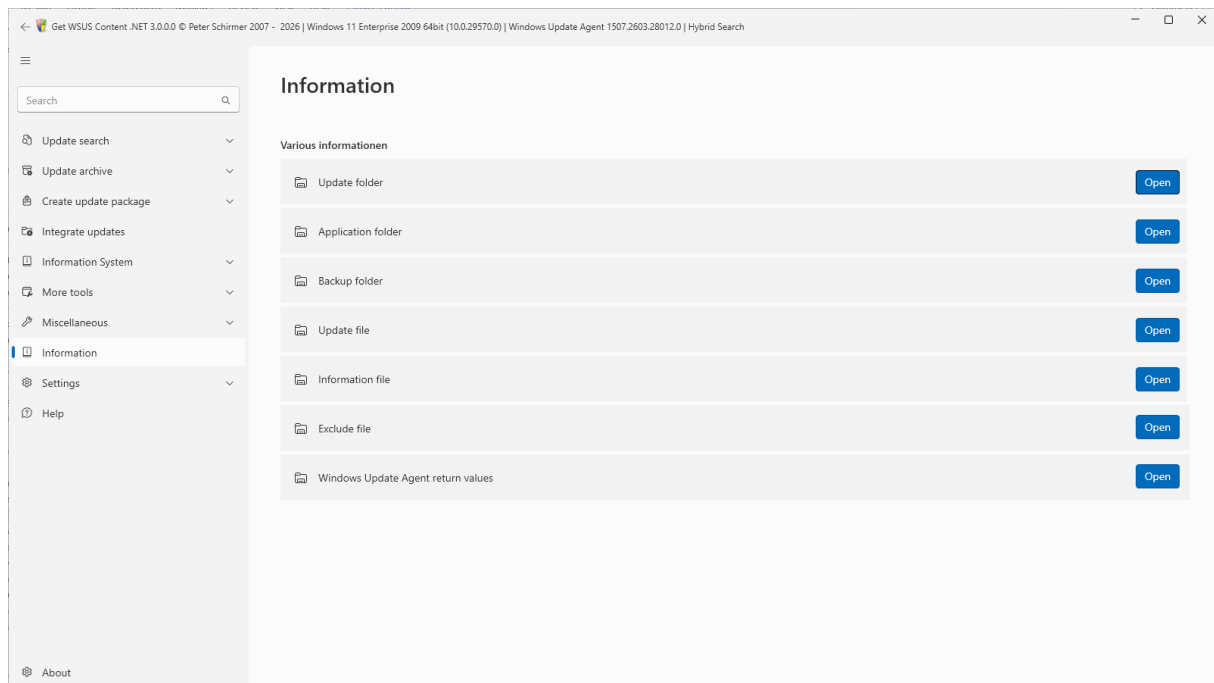 Get WSUS Content .NET 3.0.0.0 © Peter Schirmer 2007 - 2026 | Windows 11 Enterprise 2009 64bit (10.0.29570.0) | Windows Update Agent 1507.2603.28012.0 | Hybrid Search
Search
Update search
Update archive
Create update package
Integrate updates
Information System
More tools
Miscellaneous
Information
Settings
Help
About
Information
Various informationen
Update folder Open
Application folder Open
Backup folder Open
Update file Open
Information file Open
Exclude file Open
Windows Update Agent return values Open